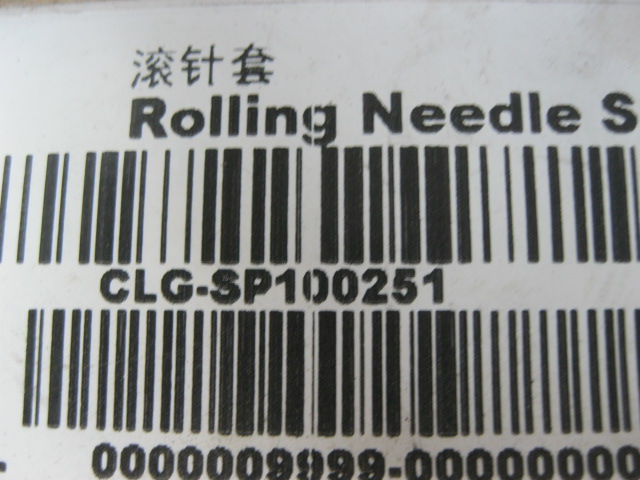 滚针套
Rolling Needle S
CLG-SP100251
0000009999-00000000